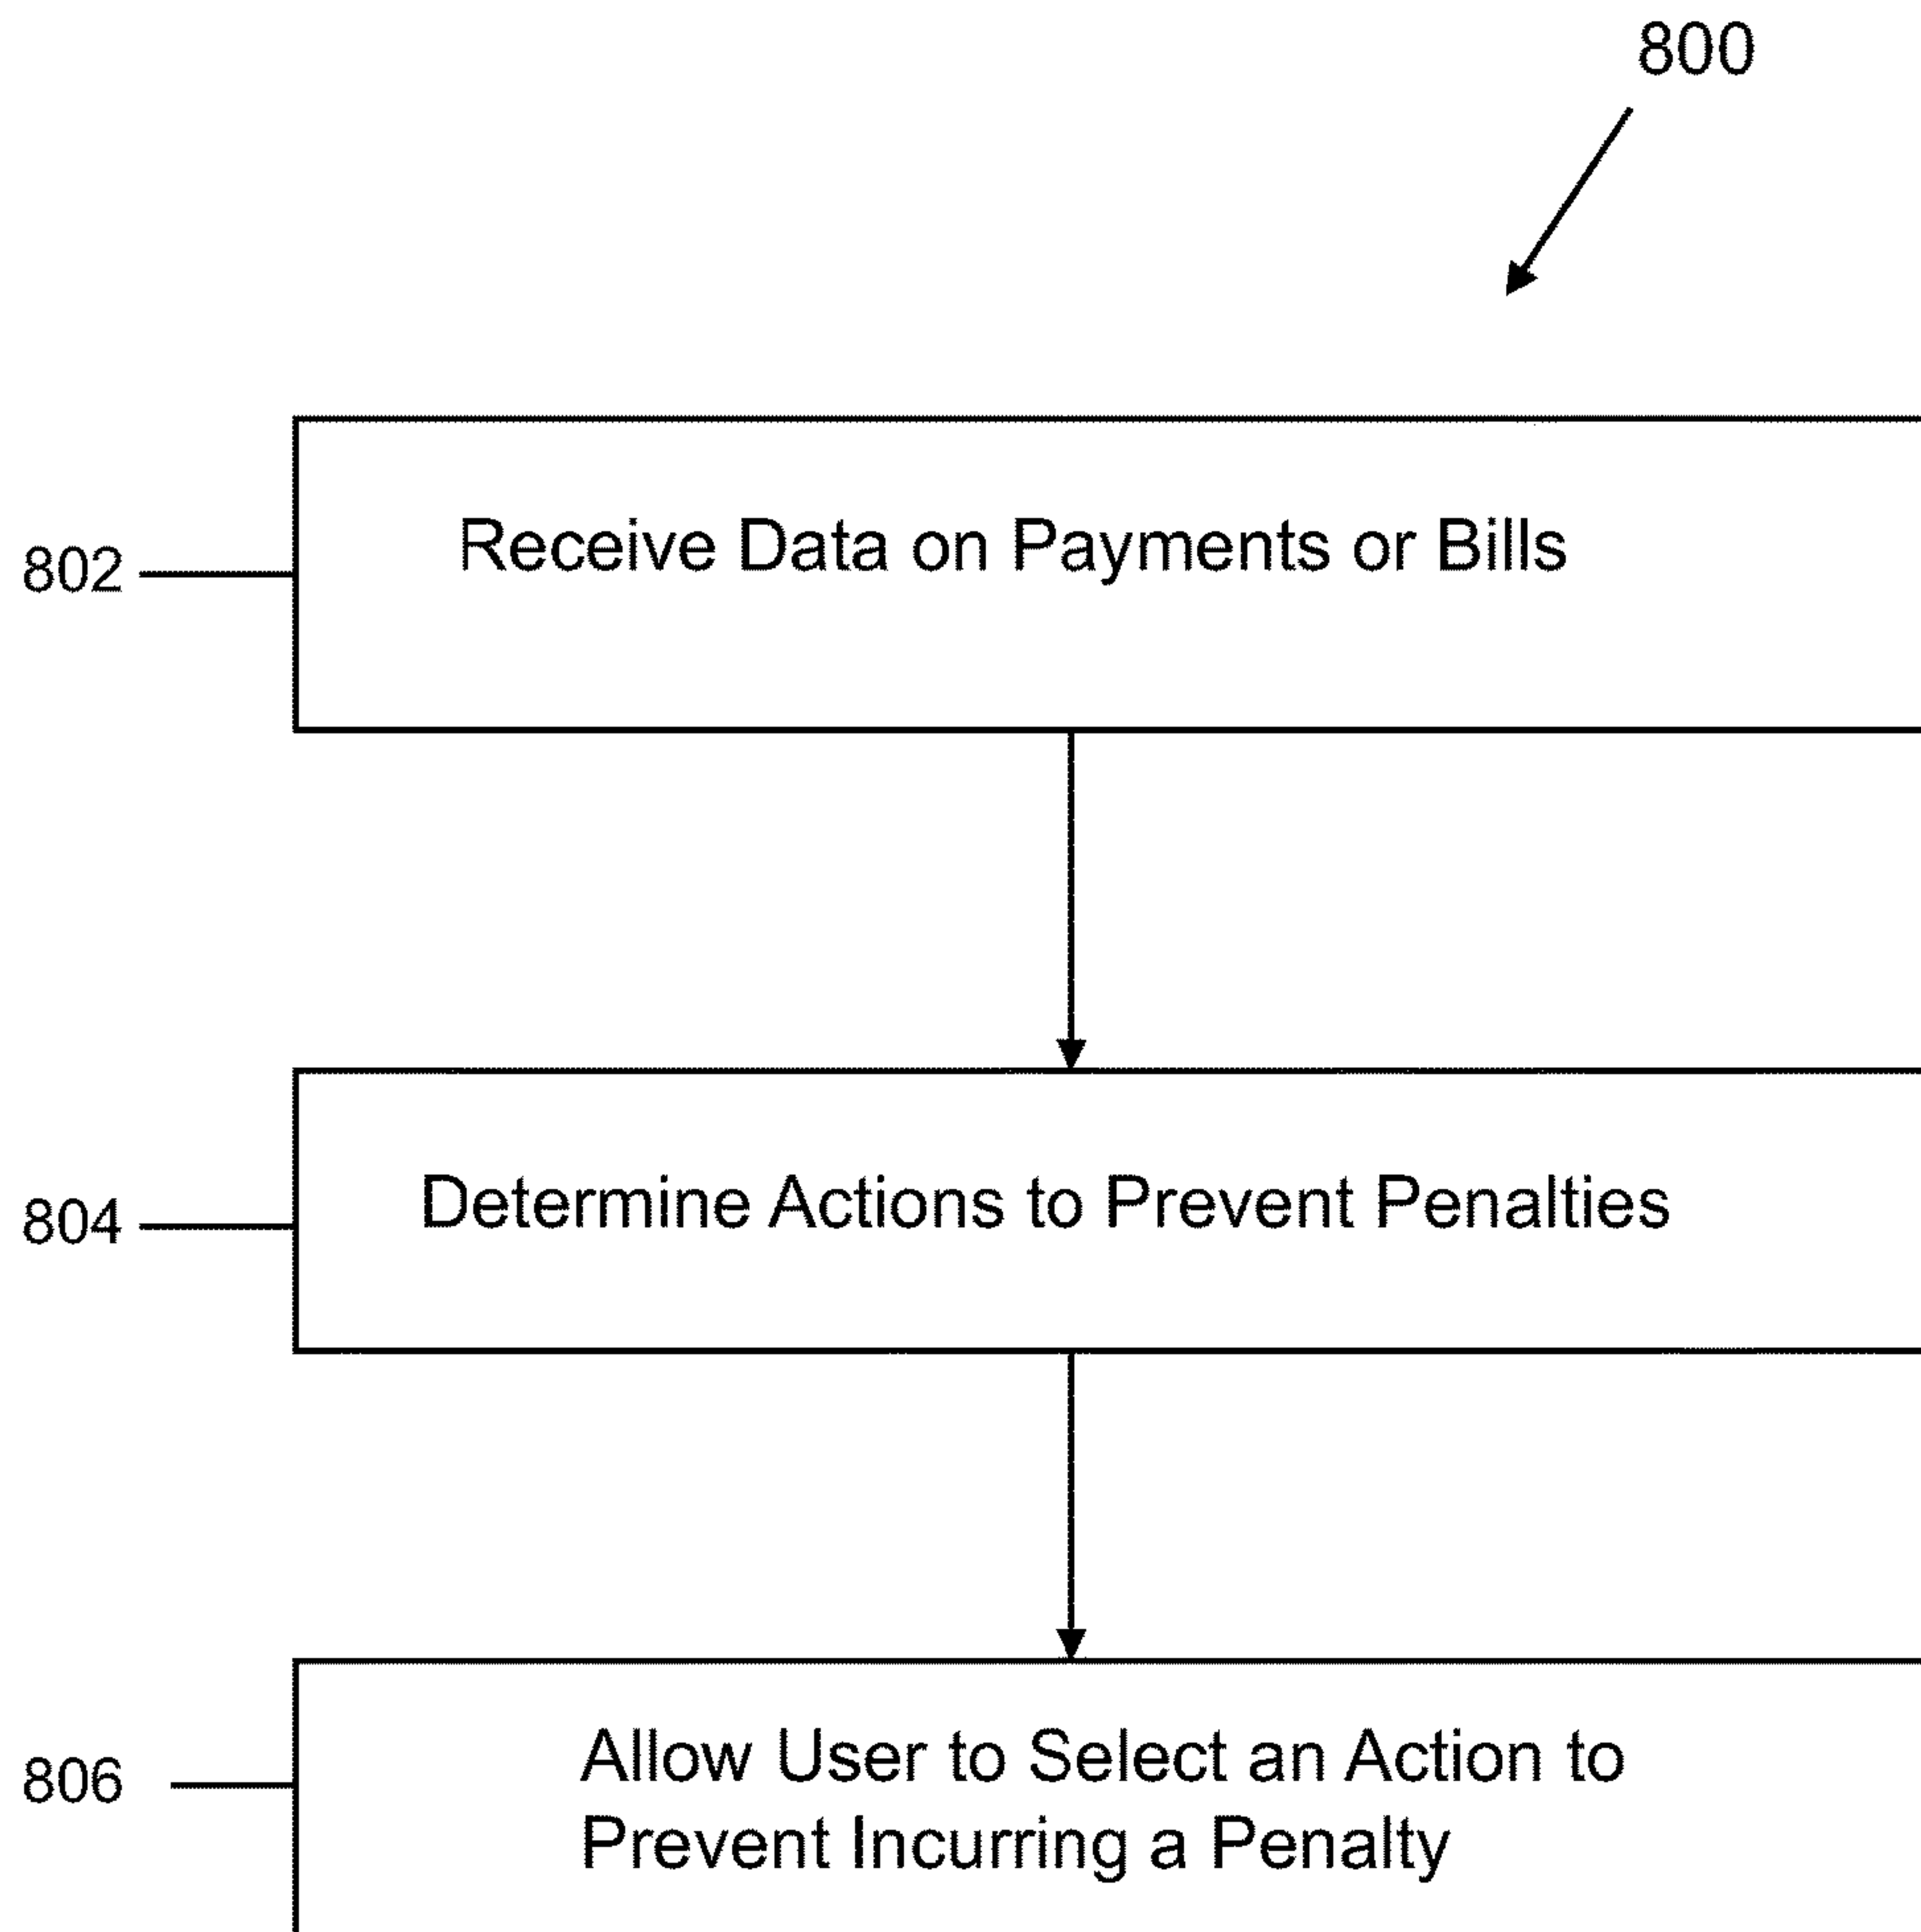 800
802
Receive Data on Payments or Bills
804
Determine Actions to Prevent Penalties
806
Allow User to Select an Action to
Prevent Incurring a Penalty